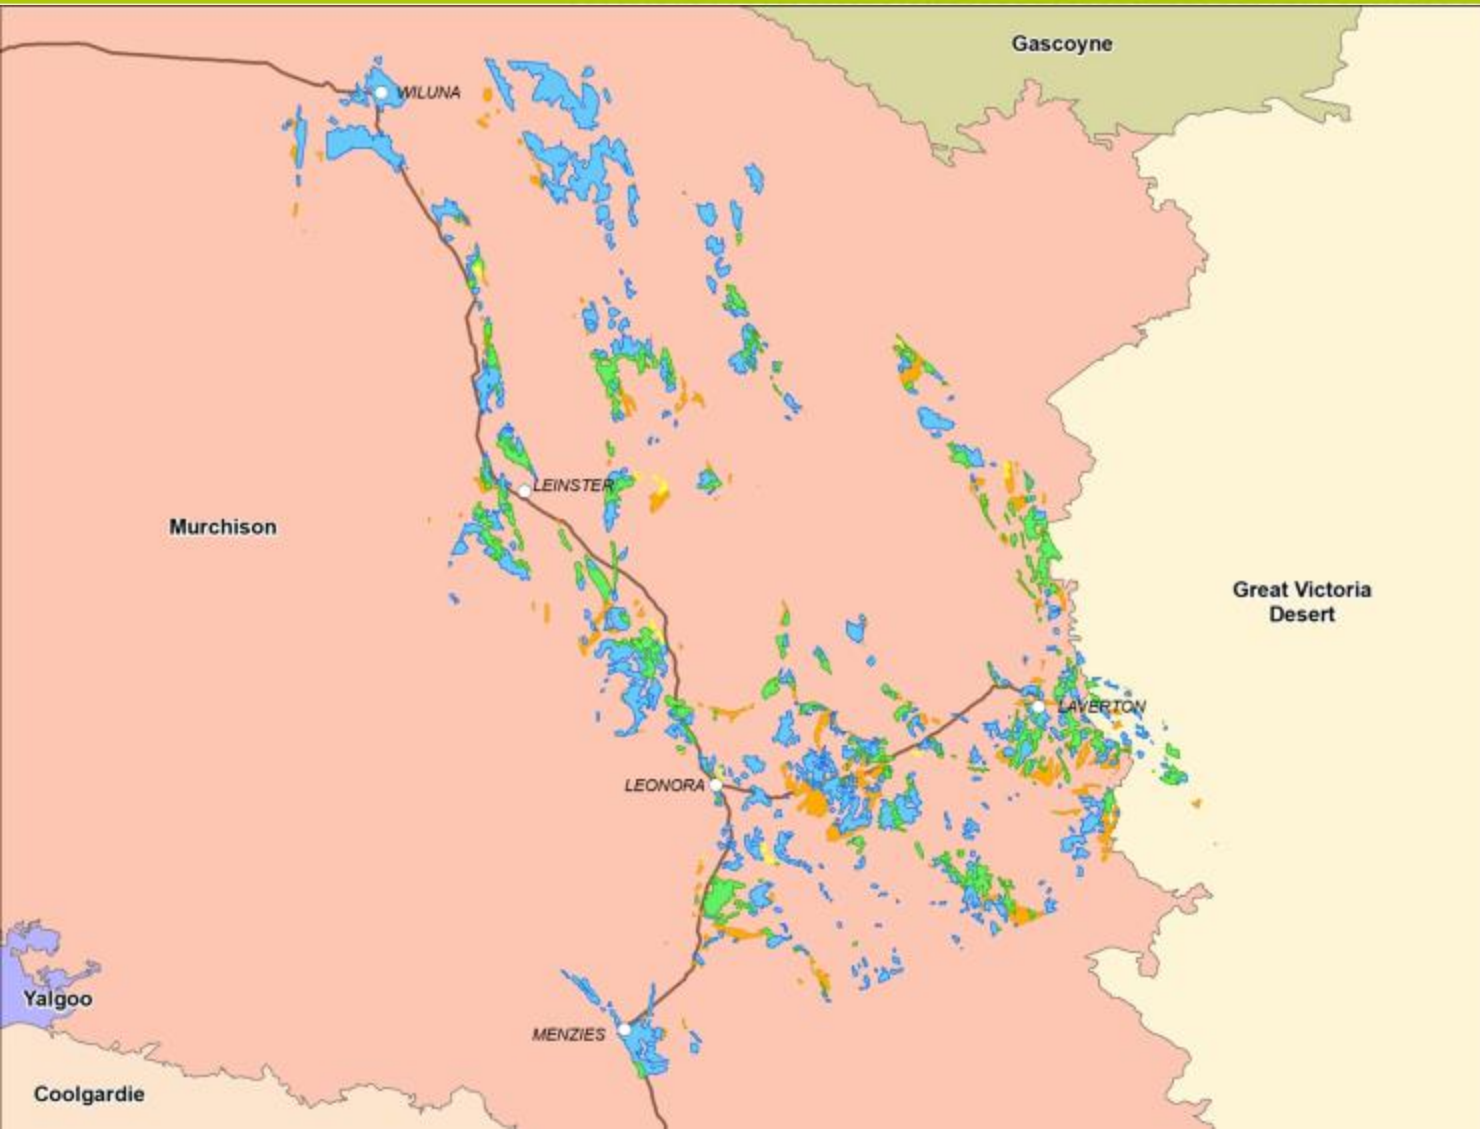 Gascoyne
WILUNA
LEINSTER
Murchison
Great Victoria
Desert
LAVERTON
LEONORA
Yalgoo
MENZIES
Coolgardie